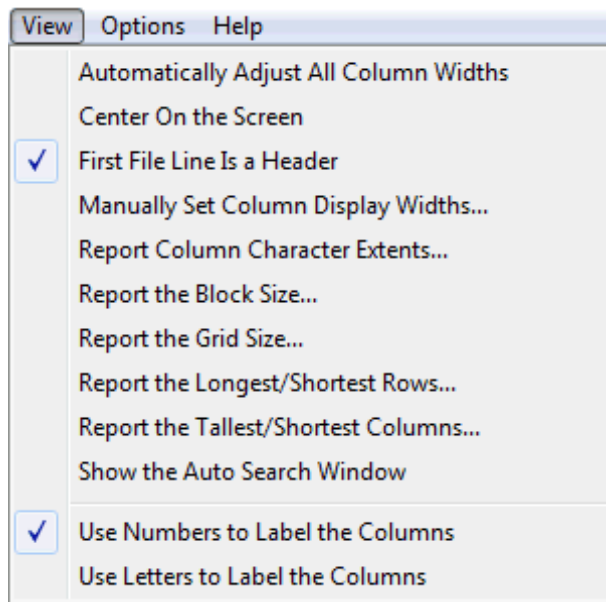 View Options Help
Automatically Adjust All Column Widths
Center On the Screen
First File Line Is a Header
Manually Set Column Display Widths...
Report Column Character Extents...
Report the Block Size...
Report the Grid Size...
Report the Longest/Shortest Rows...
Report the Tallest/Shortest Columns...
Show the Auto Search Window
Use Numbers to Label the Columns
Use Letters to Label the Columns